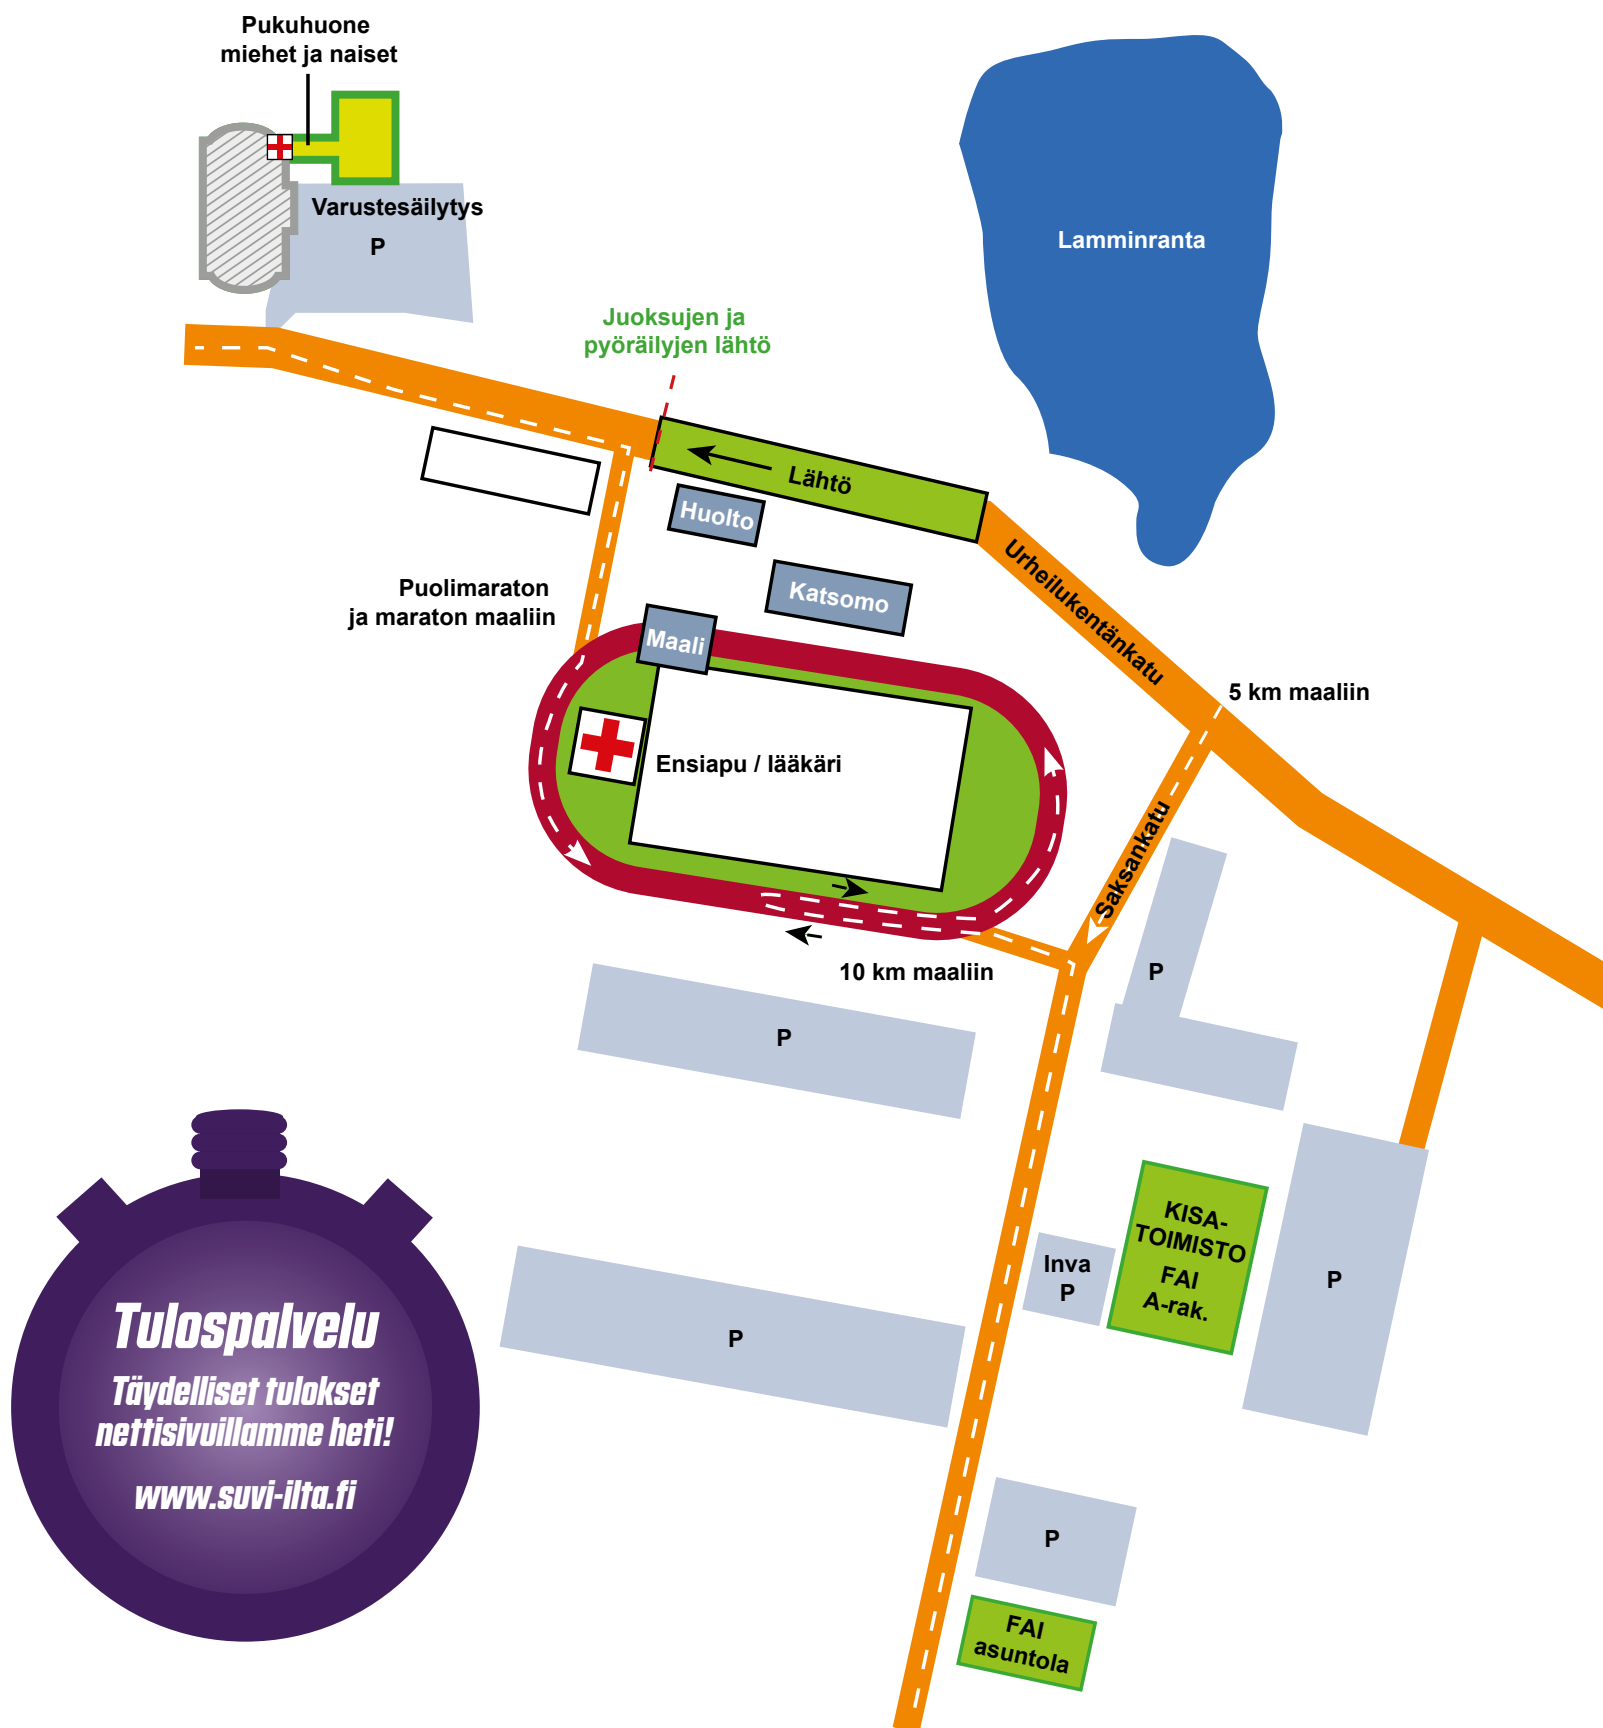 Pukuhuone
miehet ja naiset
Varustesäilytys
P
Lamminranta
Juoksujen ja
pyöräilyjen lähtö
Lähtö
Huolto
Katsomo
Urheilukentänkatu
Puolimaraton
ja maraton maaliin
Maali
5 km maaliin
Ensiapu / lääkäri
Saksankatu
10 km maaliin
P
P
KISA-
TOIMISTO
FAI
A-rak.
Inva
P
P
P
Tulospalvelu
Täydelliset tulokset
nettisivuillamme heti!
www.suvi-ilta.fi
P
FAI
asuntola